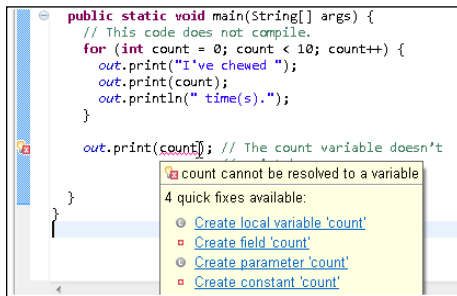 public static void main(String[] args) {
// This code does not compile.
for (int count = 0; count < 10; count++) {
out.print("I've chewed ");
out.print(count);
out.println(" time(s).");
}
out.print(count); // The count variable doesn't
count cannot be resolved to a variable
4 quick fixes available:
Create local variable 'count'
Create field 'count'
Create parameter 'count'
Create constant 'count'
}
}